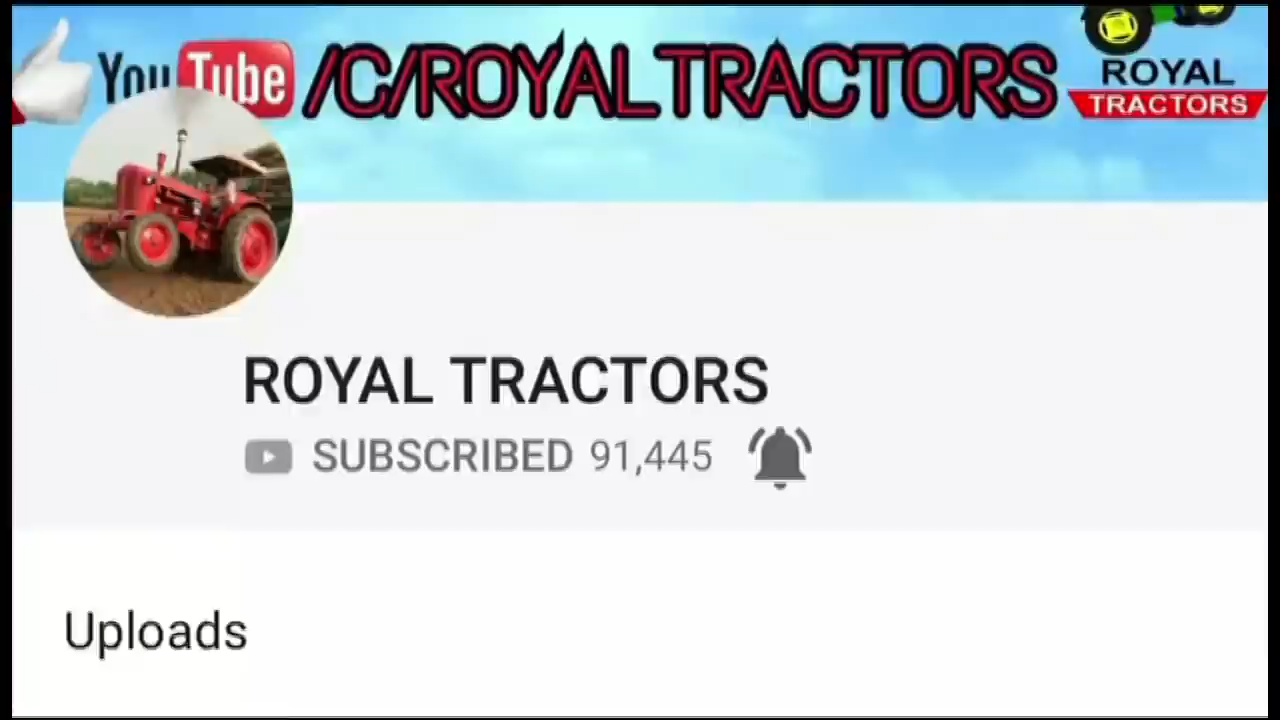 YouTube /C/ROYALTRACTORS
ROYAL
TRACTORS
ROYAL TRACTORS
SUBSCRIBED 91,445
Uploads